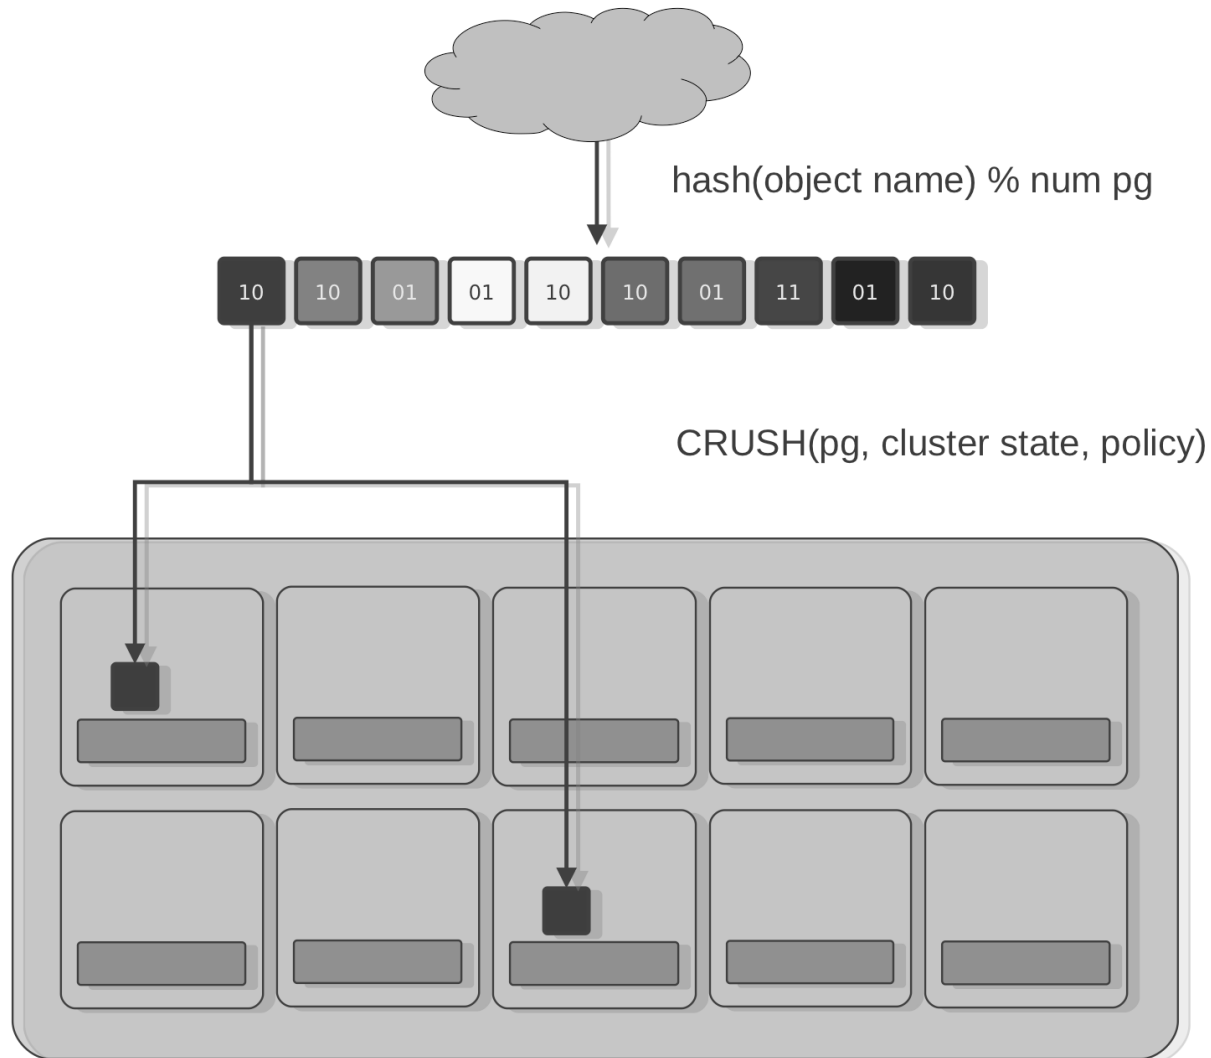 hash(object name) % num pg
10 10 01 01 10 10 01 11 01 10
CRUSH(pg, cluster state, policy)